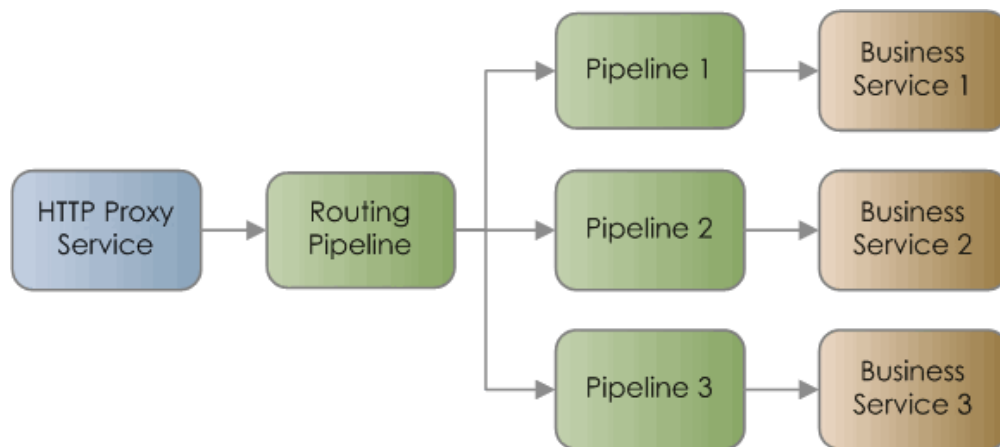 HTTP Proxy
Service
Routing
Pipeline
Pipeline 1
Business
Service 1
Pipeline 2
Business
Service 2
Pipeline 3
Business
Service 3